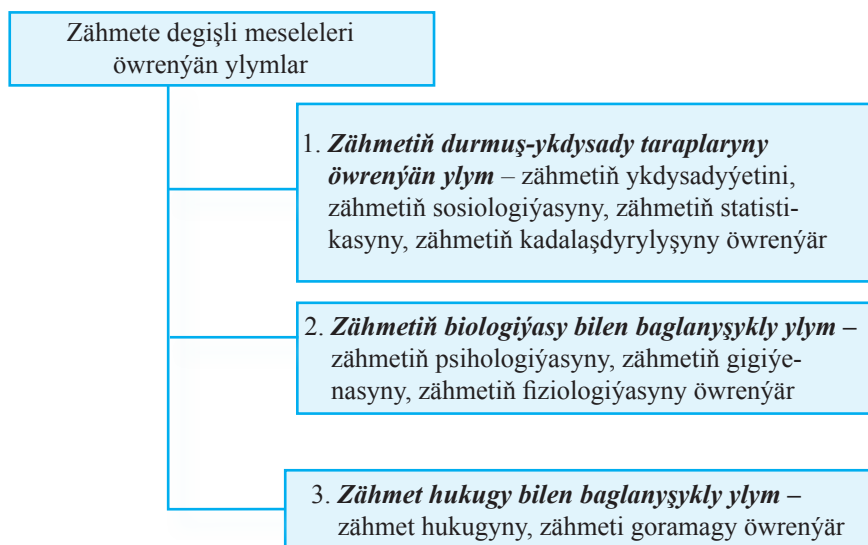 Zähmete degişli meseleleri
öwrenýän ylymlar
1. Zähmetiň durmuş-ykdysady taraplaryny
öwrenýän ylym – zähmetiň ykdysadyýetini,
zähmetiň sosiologiýasyny, zähmetiň statisti-
kasyny, zähmetiň kadalaşdyrylyşyny öwrenýär
2. Zähmetiň biologiýasy bilen baglanyşykly ylym –
zähmetiň psihologiýasyny, zähmetiň gigiýe-
nasyny, zähmetiň fiziologiýasyny öwrenýär
3. Zähmet hukugy bilen baglanyşykly ylym –
zähmet hukugyny, zähmeti goramagy öwrenýär